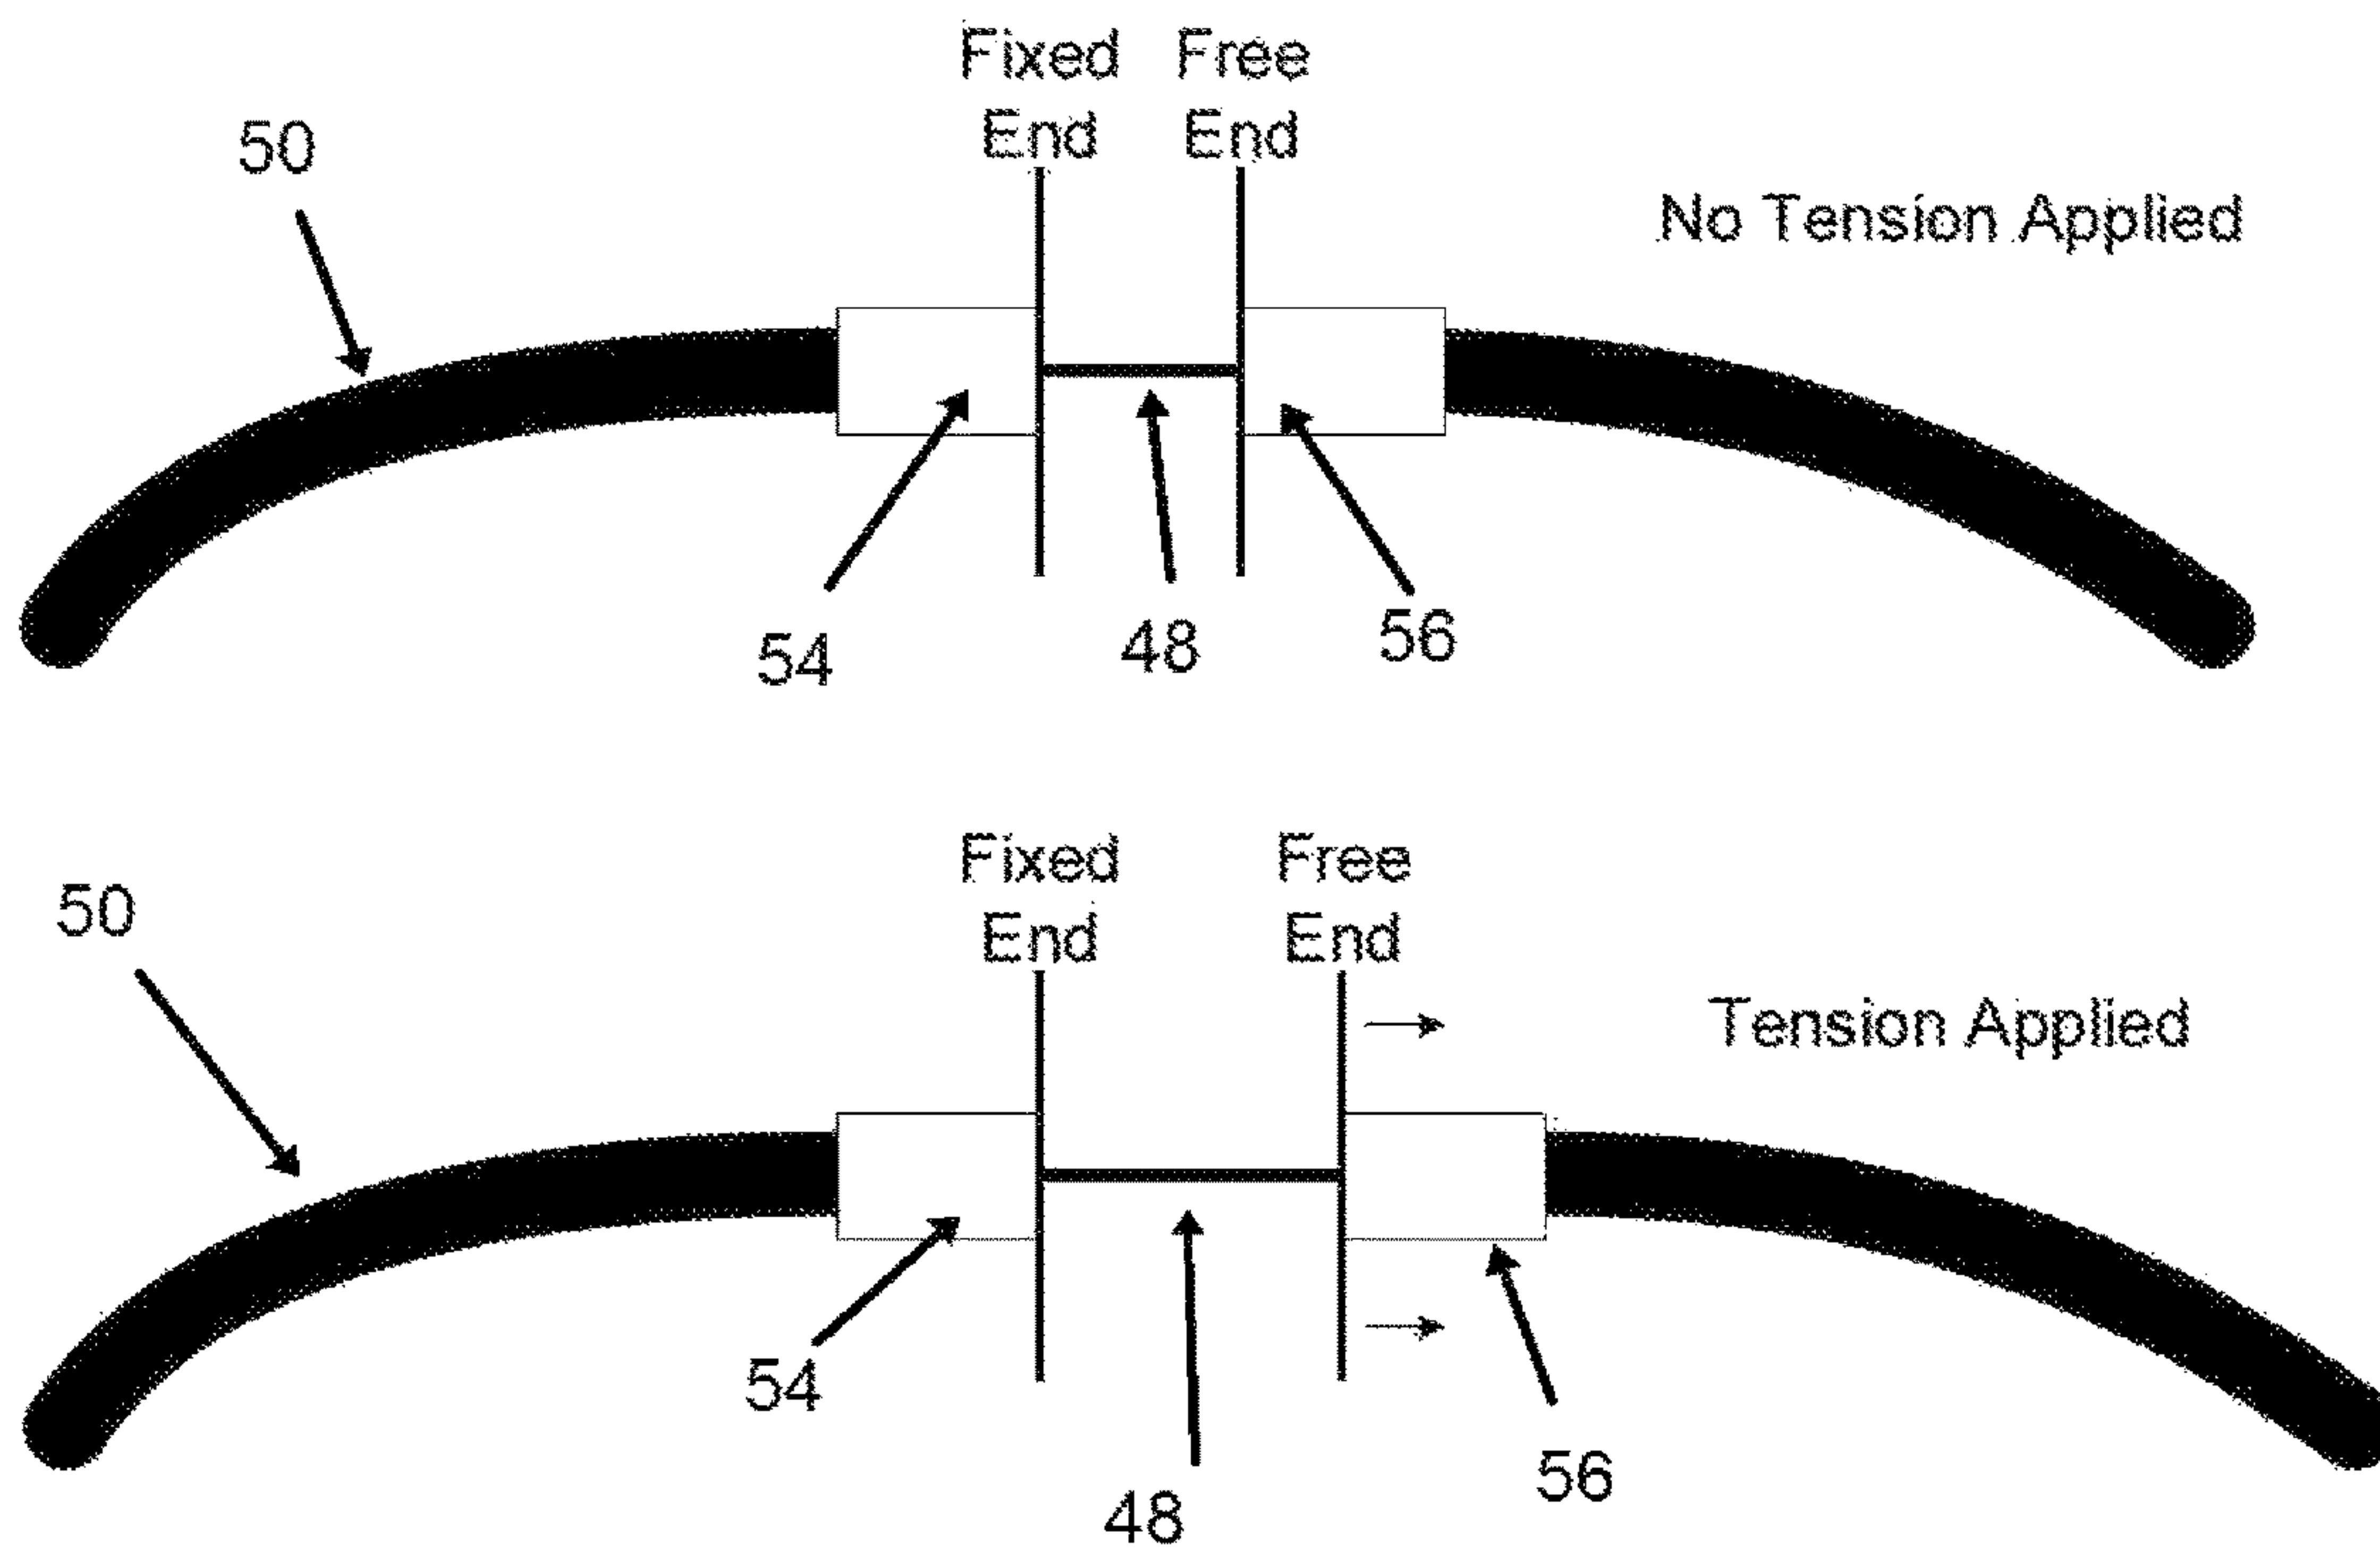 Fixed Free
End End
50
No Tension Applied
54
48
56
Fixed Free
End End
50
Tension Applied
54
48
56